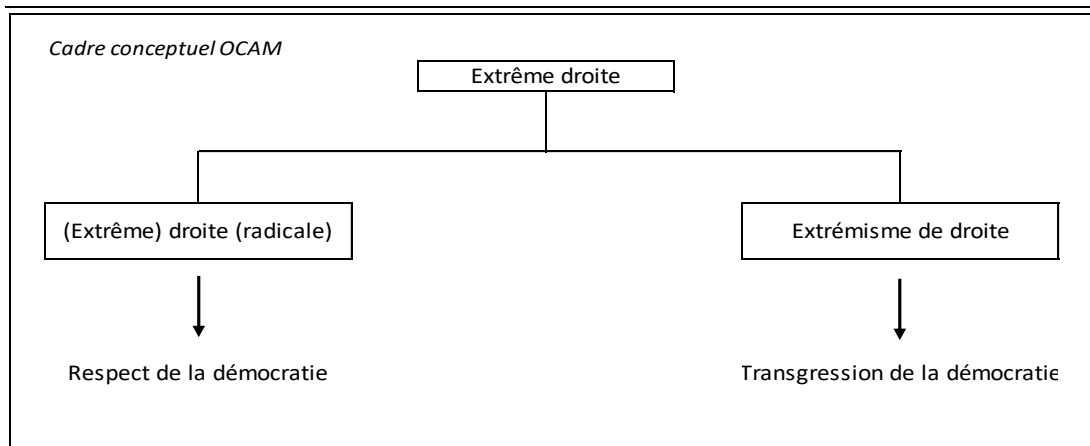 Cadre conceptuel OCAM
Extrême droite
(Extrême) droite (radicale)
Extrémisme de droite
Respect de la démocratie
Transgression de la démocratie